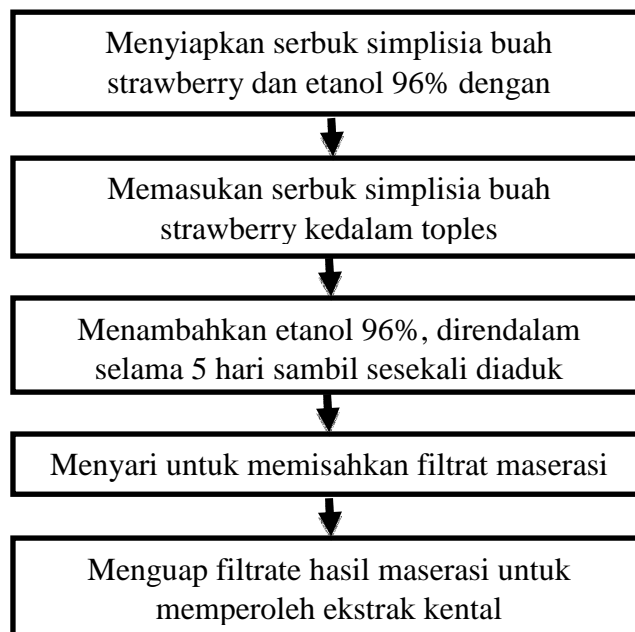 Menyiapkan serbuk simplisia buah
strawberry dan etanol 96% dengan
Memasukan serbuk simplisia buah
strawberry kedalam toples
Menambahkan etanol 96%, direndalam
selama 5 hari sambil sesekali diaduk
Menyari untuk memisahkan filtrat maserasi
Menguap filtrate hasil maserasi untuk
memperoleh ekstrak kental